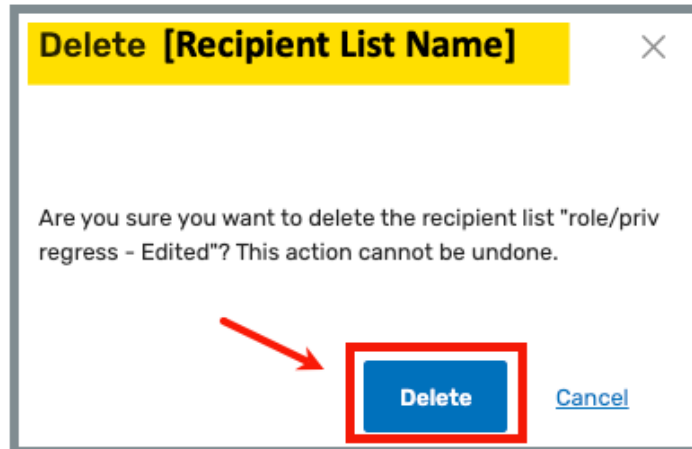 Delete [Recipient List Name]
Are you sure you want to delete the recipient list "role/priv
regress - Edited"? This action cannot be undone.
Delete Cancel